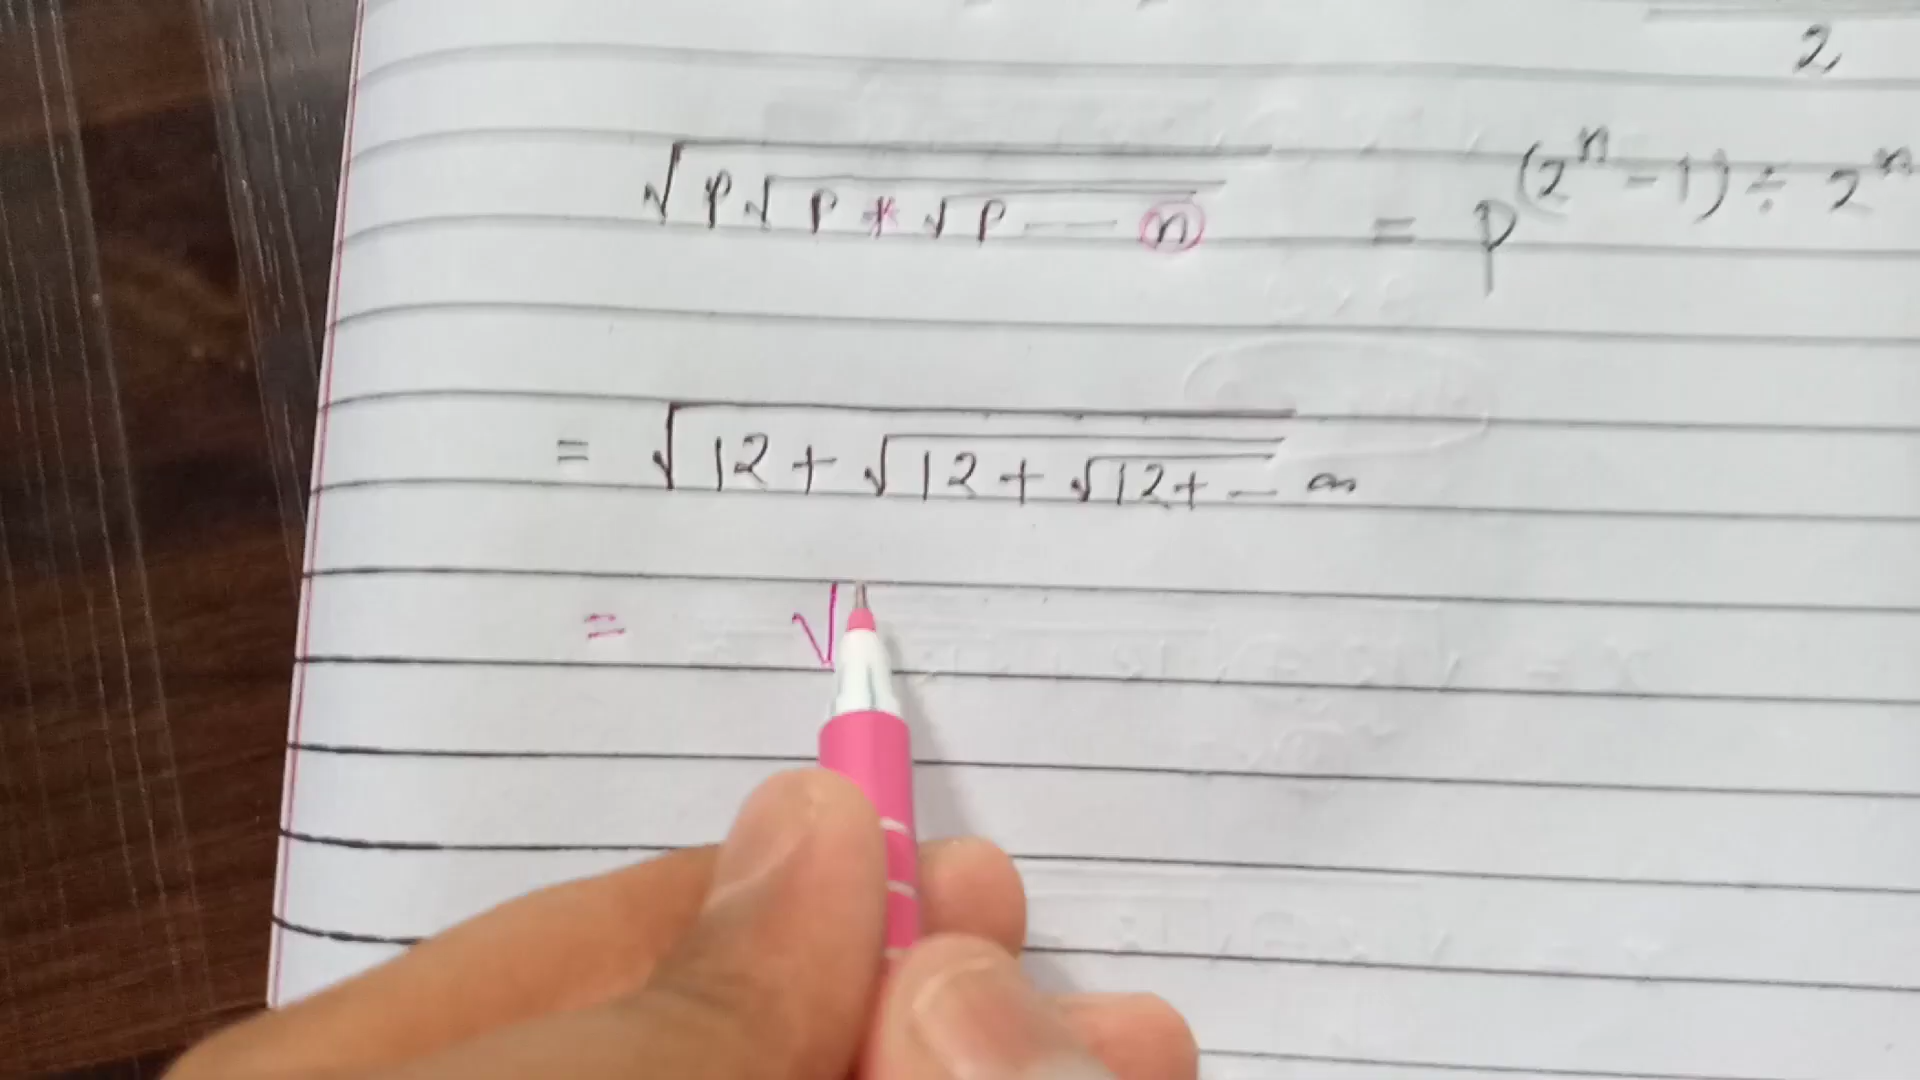 2
√(p√(p * √(p --- n))) = p^((2^n - 1) ÷ 2^n)
= √(12 + √(12 + √(12 + - ∞
= √